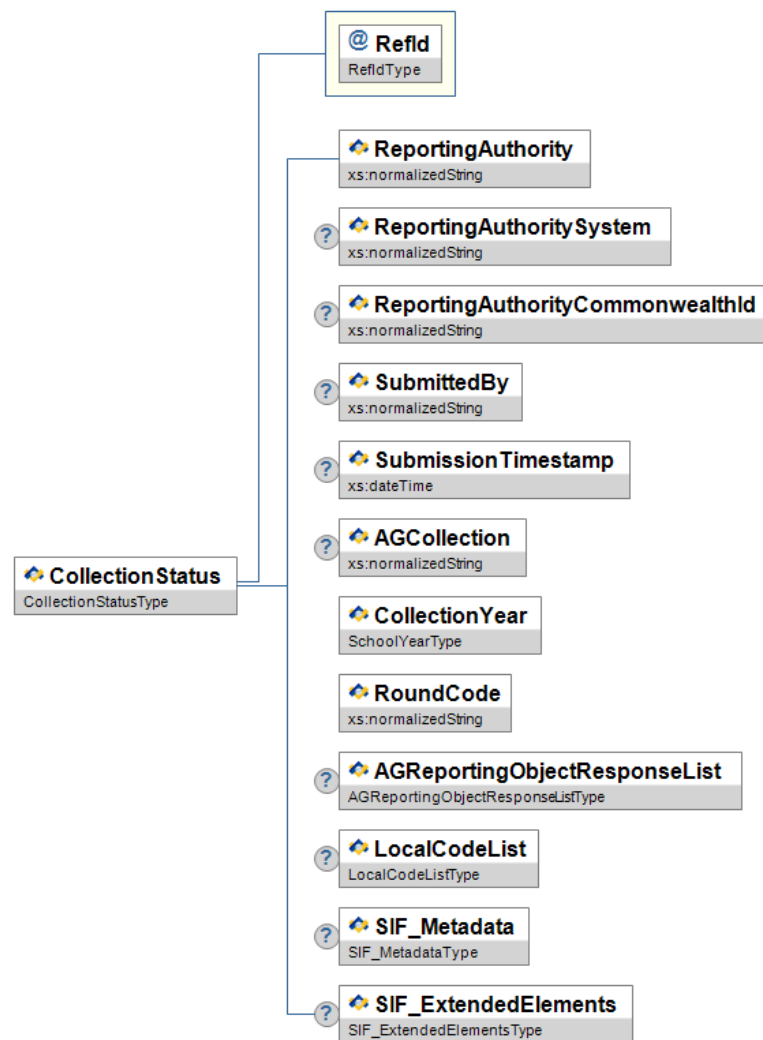 @ RefId
RefIdType
ReportingAuthority
xs:normalizedString
? ReportingAuthoritySystem
xs:normalizedString
? ReportingAuthorityCommonwealthId
xs:normalizedString
? SubmittedBy
xs:normalizedString
? SubmissionTimestamp
xs:dateTime
? AGCollection
xs:normalizedString
CollectionStatus
CollectionStatusType
CollectionYear
SchoolYearType
RoundCode
xs:normalizedString
? AGReportingObjectResponseList
AGReportingObjectResponseListType
? LocalCodeList
LocalCodeListType
? SIF_Metadata
SIF_MetadataType
? SIF_ExtendedElements
SIF_ExtendedElementsType